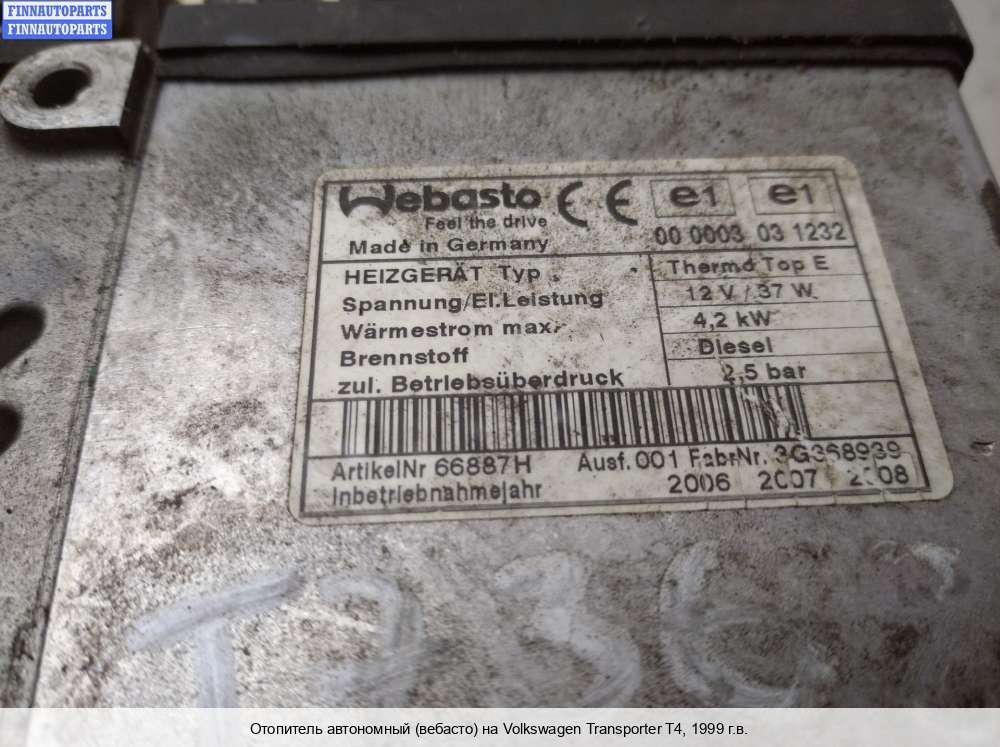 FINNAUTOPARTS
FINNAUTOPARTS
Webasto CE e1 e1
Feel the drive
Made in Germany 00 0003 03 1232
HEIZGERÄT Typ Thermo Top E
Spannung/El.Leistung 12 V / 37 W
Wärmestrom max. 4,2 kW
Brennstoff Diesel
zul. Betriebsüberdruck 2,5 bar
ArtikelNr 66887H Ausf. 001 FabrNr. 3G368939
Inbetriebnahmejahr 2006 2007 2008
Отопитель автономный (вебасто) на Volkswagen Transporter T4, 1999 г.в.